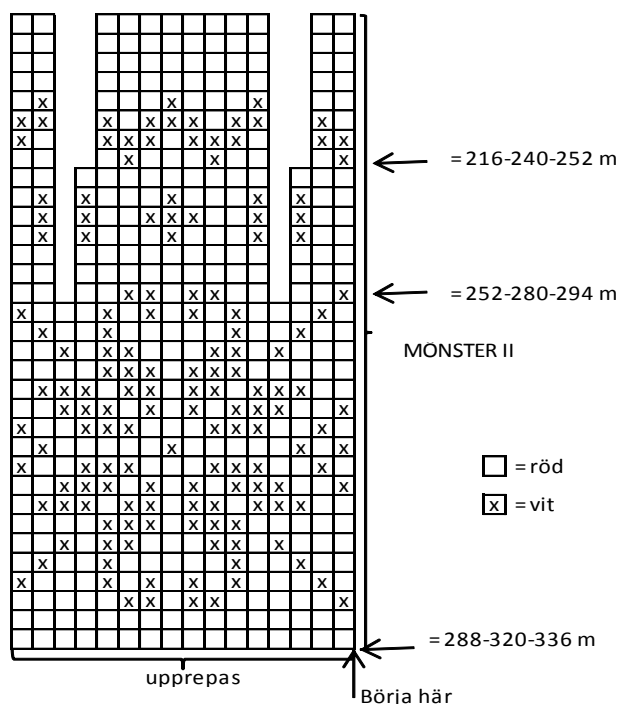 = 216-240-252 m
= 252-280-294 m
MÖNSTER II
= röd
x = vit
= 288-320-336 m
upprepas
Börja här